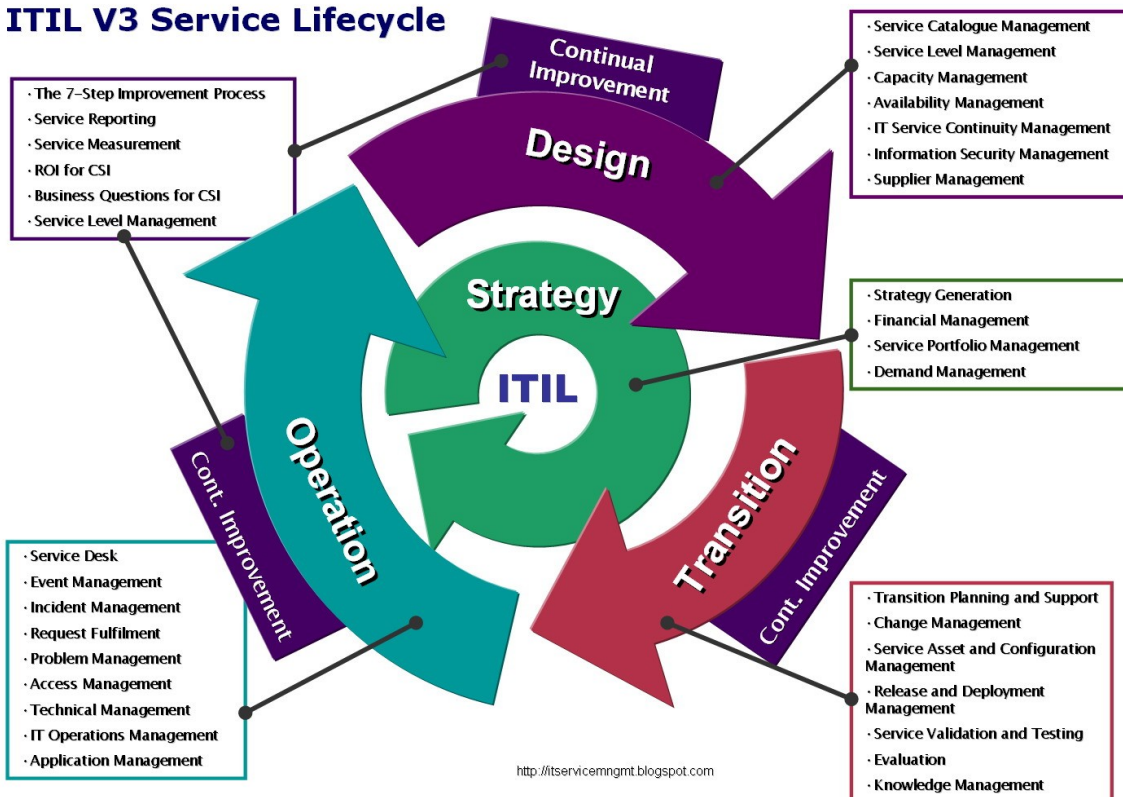 ITIL V3 Service Lifecycle
· The 7-Step Improvement Process
· Service Reporting
· Service Measurement
· ROI for CSI
· Business Questions for CSI
· Service Level Management
Continual
Improvement
Design
· Service Catalogue Management
· Service Level Management
· Capacity Management
· Availability Management
· IT Service Continuity Management
· Information Security Management
· Supplier Management
Strategy
ITIL
· Strategy Generation
· Financial Management
· Service Portfolio Management
· Demand Management
Operation
Cont. Improvement
Transition
Cont. Improvement
· Service Desk
· Event Management
· Incident Management
· Request Fulfilment
· Problem Management
· Access Management
· Technical Management
· IT Operations Management
· Application Management
· Transition Planning and Support
· Change Management
· Service Asset and Configuration
Management
· Release and Deployment
Management
· Service Validation and Testing
· Evaluation
· Knowledge Management
http://itservicemngmt.blogspot.com